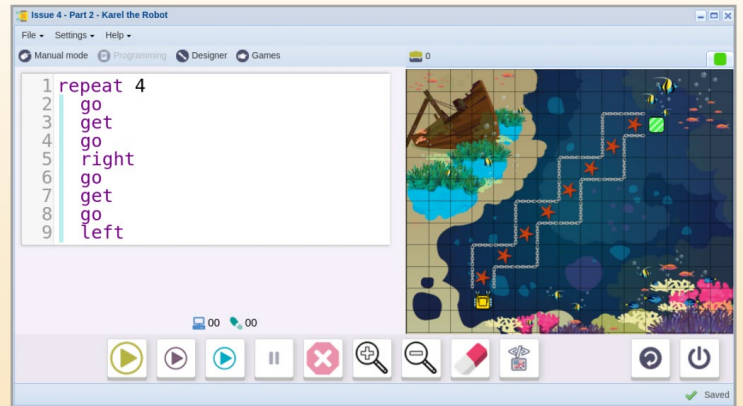 Issue 4 - Part 2 - Karel the Robot
File Settings Help
Manual mode Programming Designer Games 0
1 repeat 4
2 go
3 get
4 go
5 right
6 go
7 get
8 go
9 left
00 00
Saved